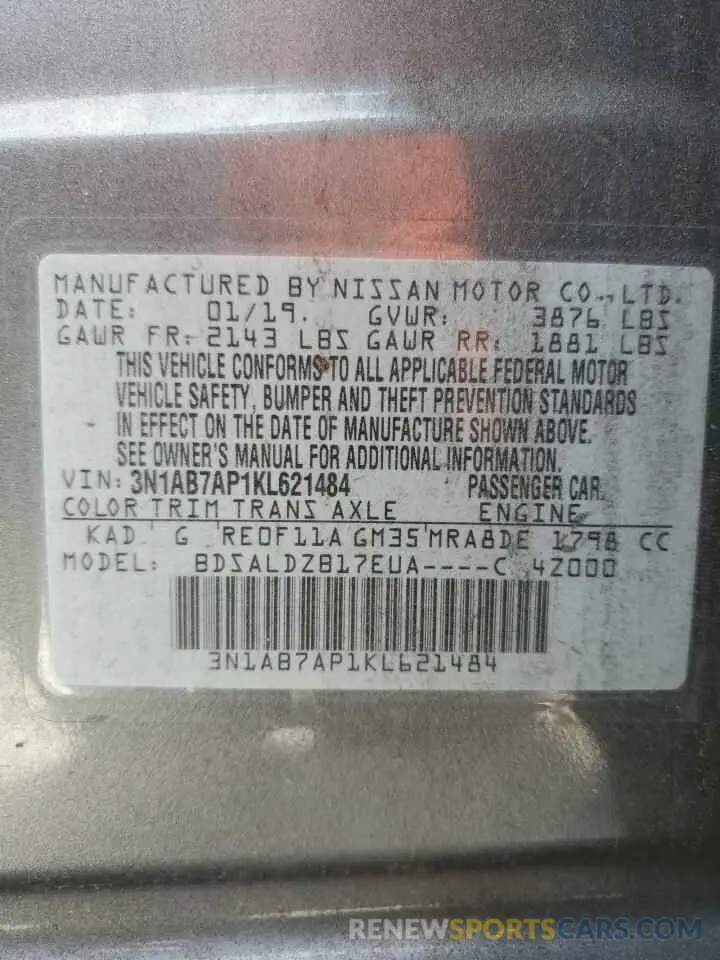 MANUFACTURED BY NISSAN MOTOR CO., LTD.
DATE: 01/19. GVWR: 3876 LBS
GAWR FR: 2143 LBS GAWR RR: 1881 LBS
THIS VEHICLE CONFORMS TO ALL APPLICABLE FEDERAL MOTOR
VEHICLE SAFETY, BUMPER AND THEFT PREVENTION STANDARDS
IN EFFECT ON THE DATE OF MANUFACTURE SHOWN ABOVE.
SEE OWNER'S MANUAL FOR ADDITIONAL INFORMATION.
VIN: 3N1AB7AP1KL621484 PASSENGER CAR
COLOR TRIM TRANS AXLE ENGINE
KAD G RE0F11A GM35 MRA8DE 1798 CC
MODEL: BDSALDZB17EUA----C 4Z000
3N1AB7AP1KL621484
RENEWSPORTSCARS.COM